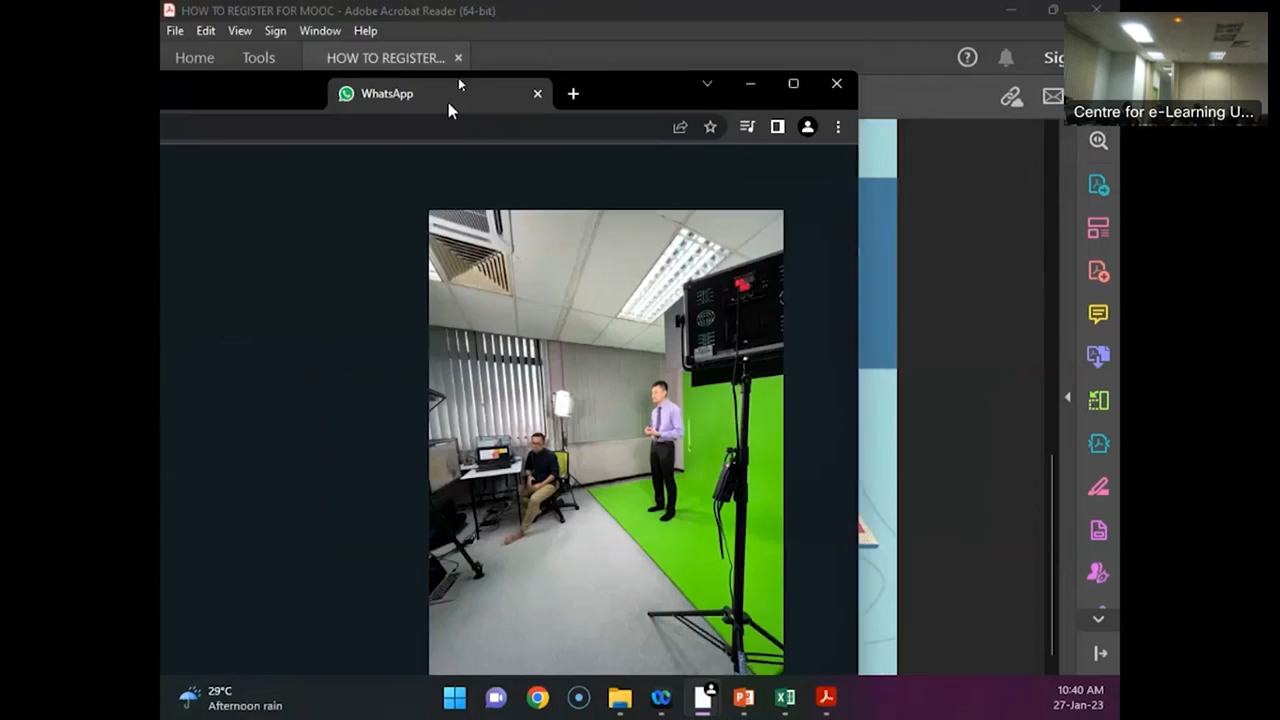 HOW TO REGISTER FOR MOOC - Adobe Acrobat Reader (64-bit)
File Edit View Sign Window Help
Home Tools HOW TO REGISTER...
Sig
WhatsApp
Centre for e-Learning U...
29°C
Afternoon rain
10:40 AM
27-Jan-23